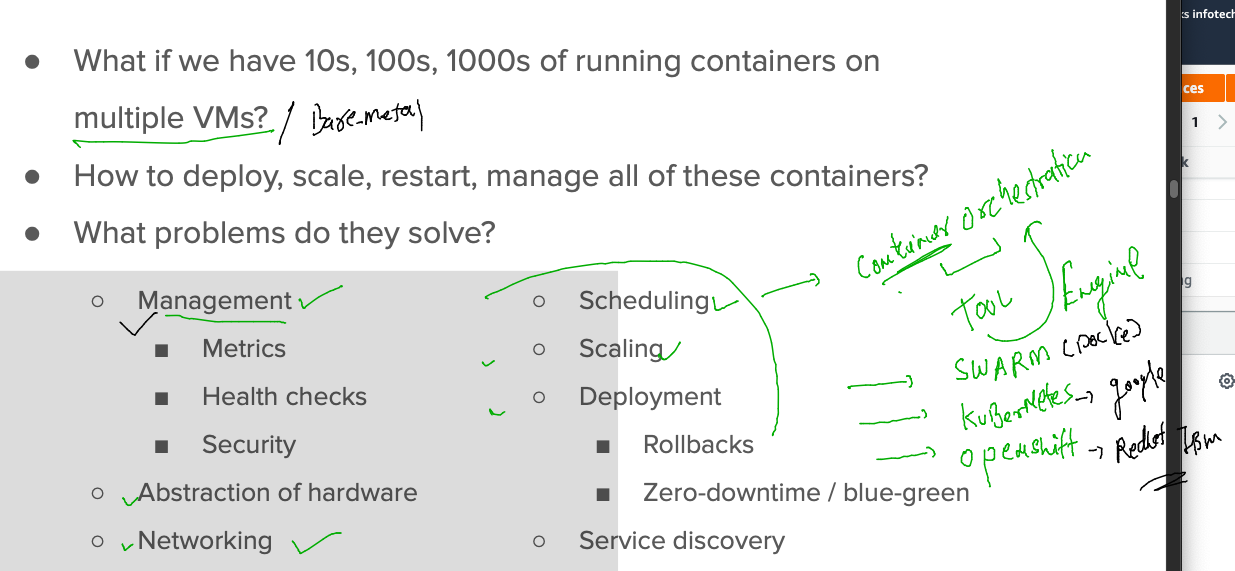 What if we have 10s, 100s, 1000s of running containers on
multiple VMs? / Bare-metal
How to deploy, scale, restart, manage all of these containers?
What problems do they solve?
Management
Metrics
Health checks
Security
Abstraction of hardware
Networking
Scheduling
Scaling
Deployment
Rollbacks
Zero-downtime / blue-green
Service discovery
Container Orchestration
TOOL
Engine
SWARM (Docker)
KuBerNetes → google
openshift → Redhat IBM
ts infotech
ces
1
k
ng